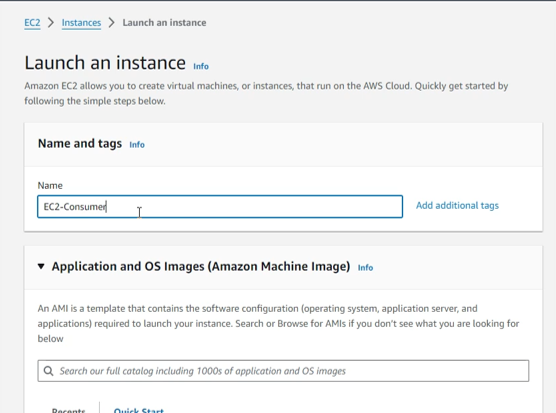 EC2 > Instances > Launch an instance
Launch an instance Info
Amazon EC2 allows you to create virtual machines, or instances, that run on the AWS Cloud. Quickly get started by
following the simple steps below.
Name and tags Info
Name
EC2-Consumer
Add additional tags
Application and OS Images (Amazon Machine Image) Info
An AMI is a template that contains the software configuration (operating system, application server, and
applications) required to launch your instance. Search or Browse for AMIs if you don't see what you are looking for
below
Search our full catalog including 1000s of application and OS images
Recents Quick Start